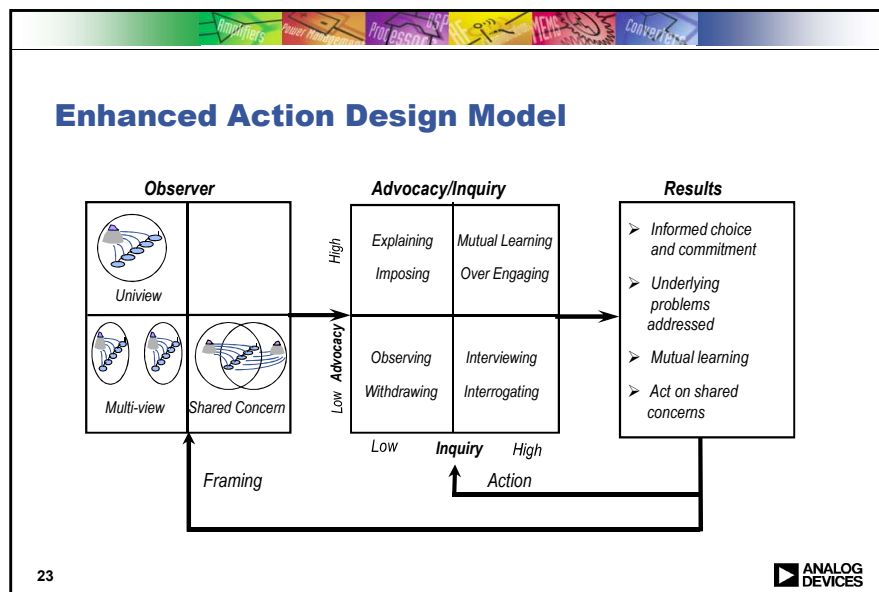 Amplifiers Power Management Processors DSP RF MEMS Converters
Enhanced Action Design Model
Observer
Uniview
Multi-view Shared Concern
Advocacy/Inquiry
High
Low Advocacy
Explaining
Imposing
Mutual Learning
Over Engaging
Observing
Withdrawing
Interviewing
Interrogating
Low Inquiry High
Results
➢ Informed choice
and commitment
➢ Underlying
problems
addressed
➢ Mutual learning
➢ Act on shared
concerns
Framing
Action
23
ANALOG
DEVICES